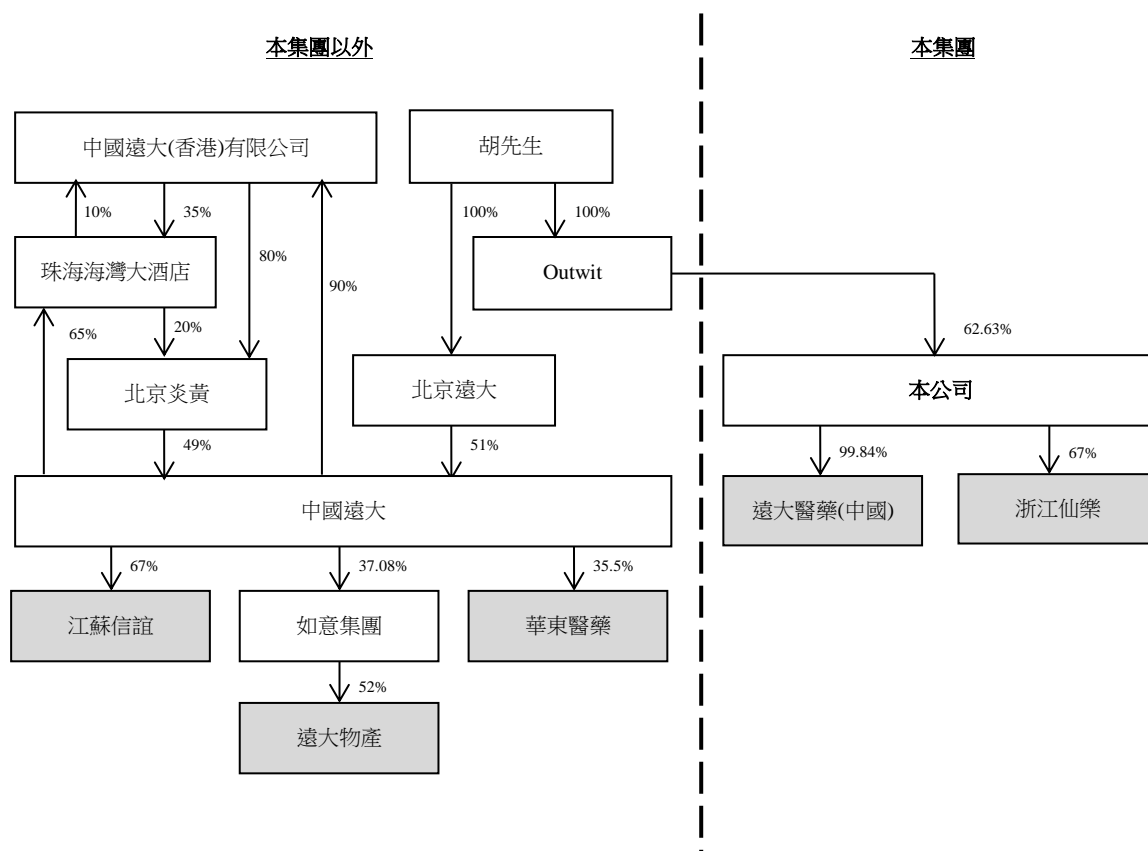 本集團以外
本集團
中國遠大(香港)有限公司
胡先生
10%
35%
100%
100%
珠海海灣大酒店
80%
90%
Outwit
65%
20%
62.63%
北京炎黃
北京遠大
本公司
49%
51%
99.84%
67%
中國遠大
遠大醫藥(中國)
浙江仙樂
67%
37.08%
35.5%
江蘇信誼
如意集團
華東醫藥
52%
遠大物產